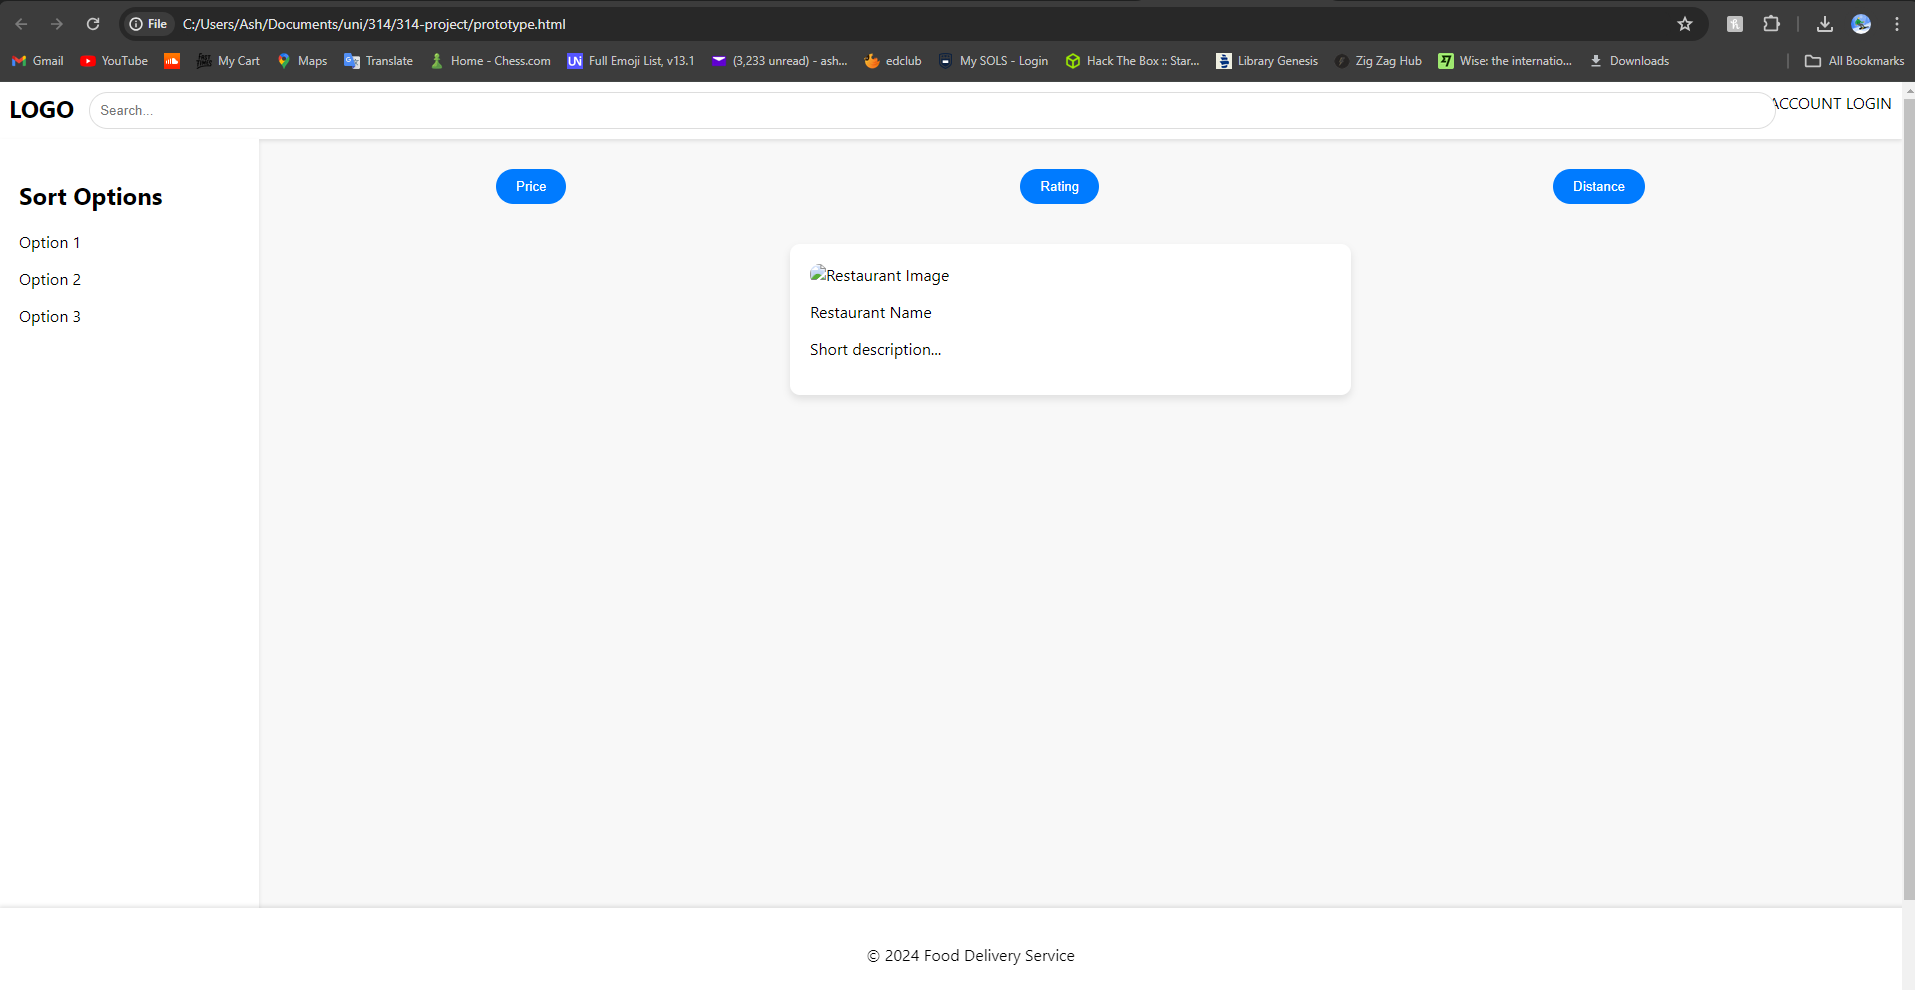 File C:/Users/Ash/Documents/uni/314/314-project/prototype.html
Gmail YouTube My Cart Maps Translate Home - Chess.com UN Full Emoji List, v13.1 (3,233 unread) - ash... edclub My SOLS - Login Hack The Box :: Star... Library Genesis Zig Zag Hub Wise: the internatio... Downloads All Bookmarks
LOGO Search... ACCOUNT LOGIN
Price Rating Distance
Sort Options
Option 1
Option 2
Option 3
Restaurant Image
Restaurant Name
Short description...
© 2024 Food Delivery Service